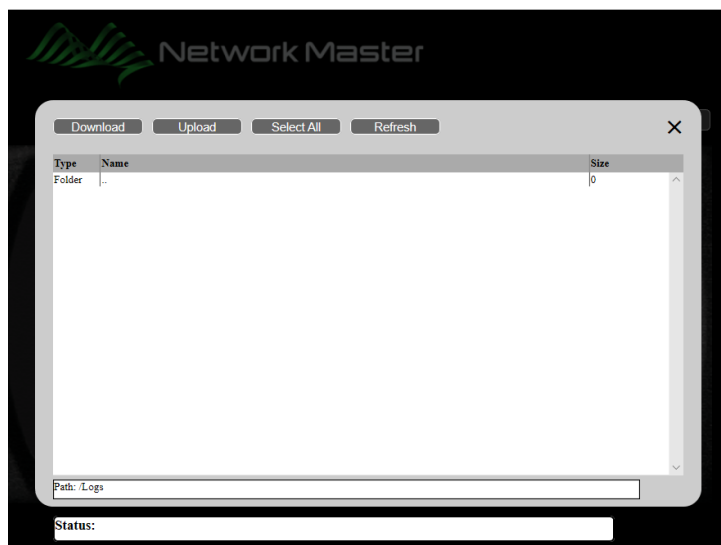 Network Master
Download Upload Select All Refresh
Type Name Size
Folder .. 0
Path: /Logs
Status: